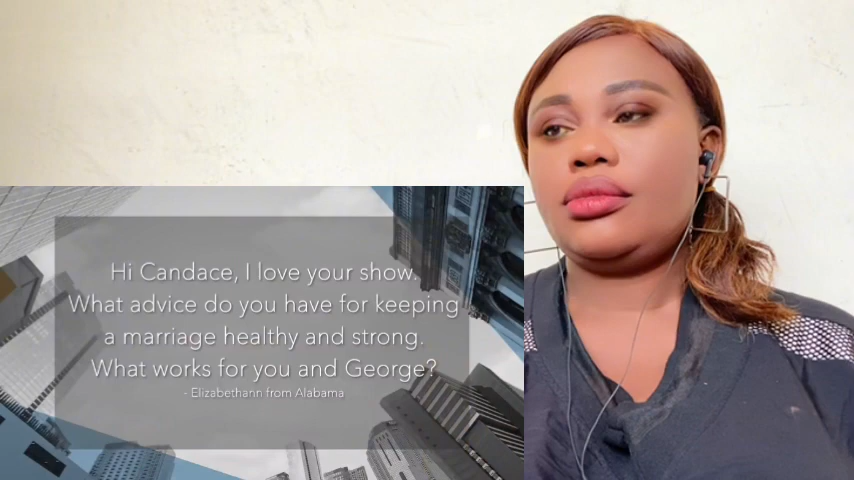 Hi Candace, I love your show.
What advice do you have for keeping
a marriage healthy and strong.
What works for you and George?
- Elizabethann from Alabama